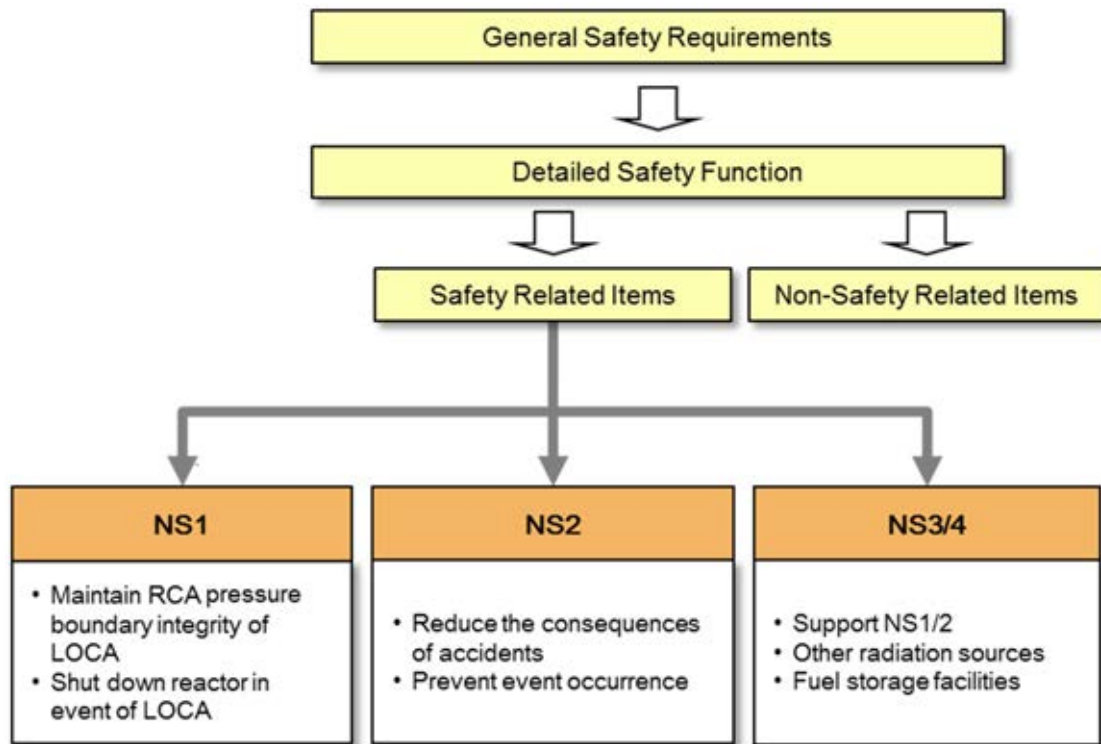 General Safety Requirements
Detailed Safety Function
Safety Related Items
Non-Safety Related Items
NS1
• Maintain RCA pressure
boundary integrity of
LOCA
• Shut down reactor in
event of LOCA
NS2
• Reduce the consequences
of accidents
• Prevent event occurrence
NS3/4
• Support NS1/2
• Other radiation sources
• Fuel storage facilities